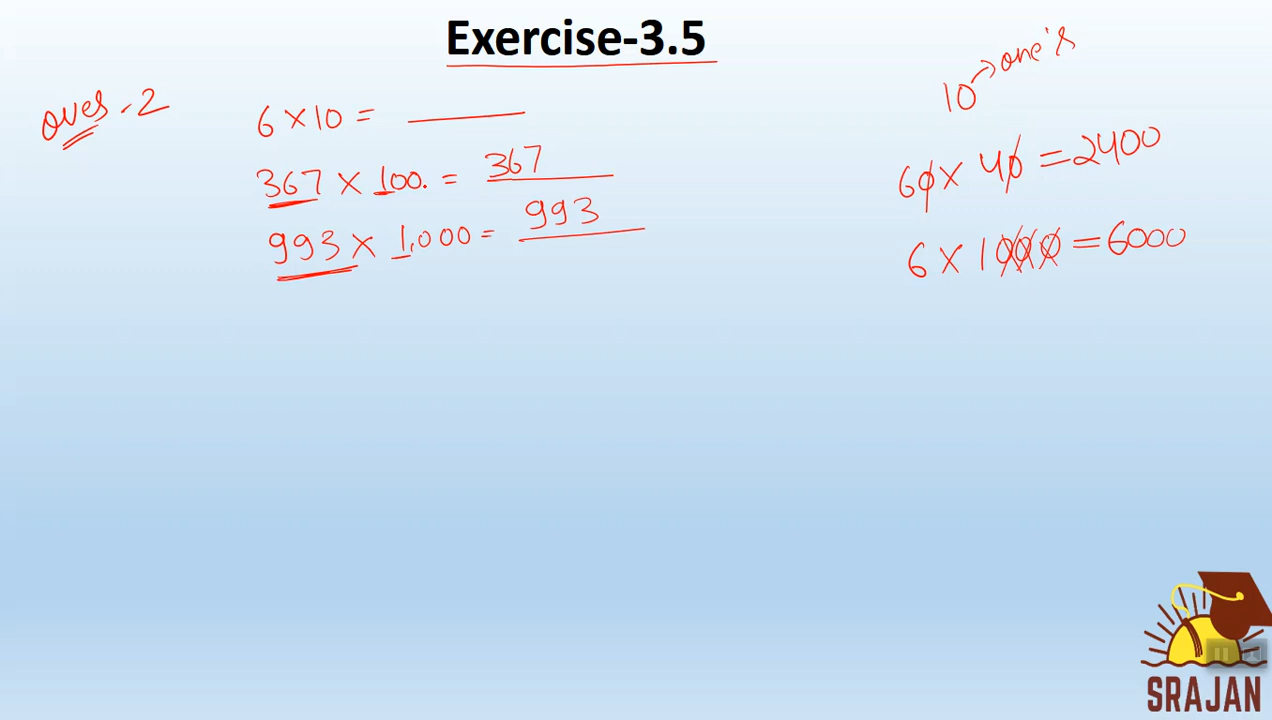 Exercise-3.5
Oves - 2
6 × 10 =
367 × 100. = 367
993 × 1,000 = 993
10 → one's
60 × 40 = 2400
6 × 1000 = 6000
SRAJAN